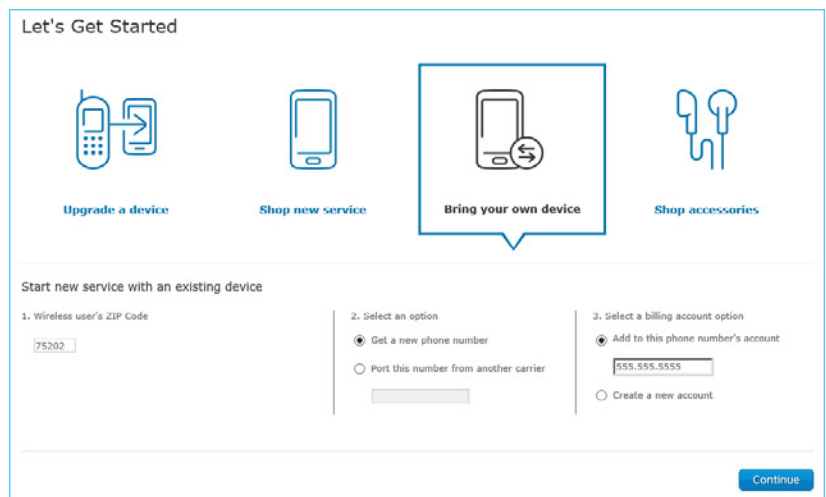 Let's Get Started
Upgrade a device
Shop new service
Bring your own device
Shop accessories
Start new service with an existing device
1. Wireless user's ZIP Code
75202
2. Select an option
Get a new phone number
Port this number from another carrier
3. Select a billing account option
Add to this phone number's account
555.555.5555
Create a new account
Continue